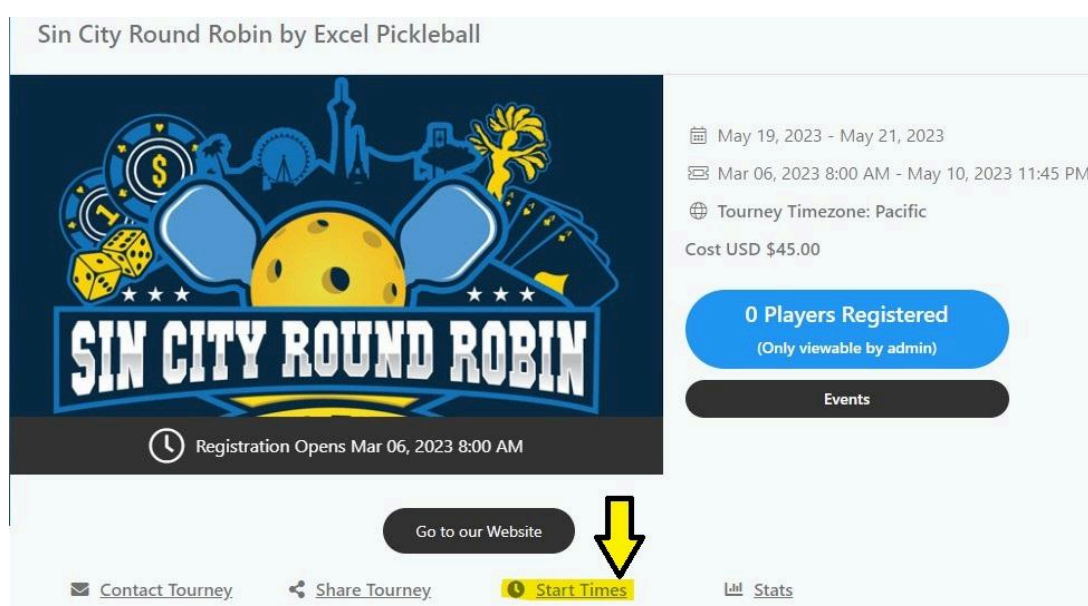 Sin City Round Robin by Excel Pickleball
$
1
SIN CITY ROUND ROBIN
Registration Opens Mar 06, 2023 8:00 AM
May 19, 2023 - May 21, 2023
Mar 06, 2023 8:00 AM - May 10, 2023 11:45 PM
Tourney Timezone: Pacific
Cost USD $45.00
0 Players Registered
(Only viewable by admin)
Events
Go to our Website
Contact Tourney
Share Tourney
Start Times
Stats